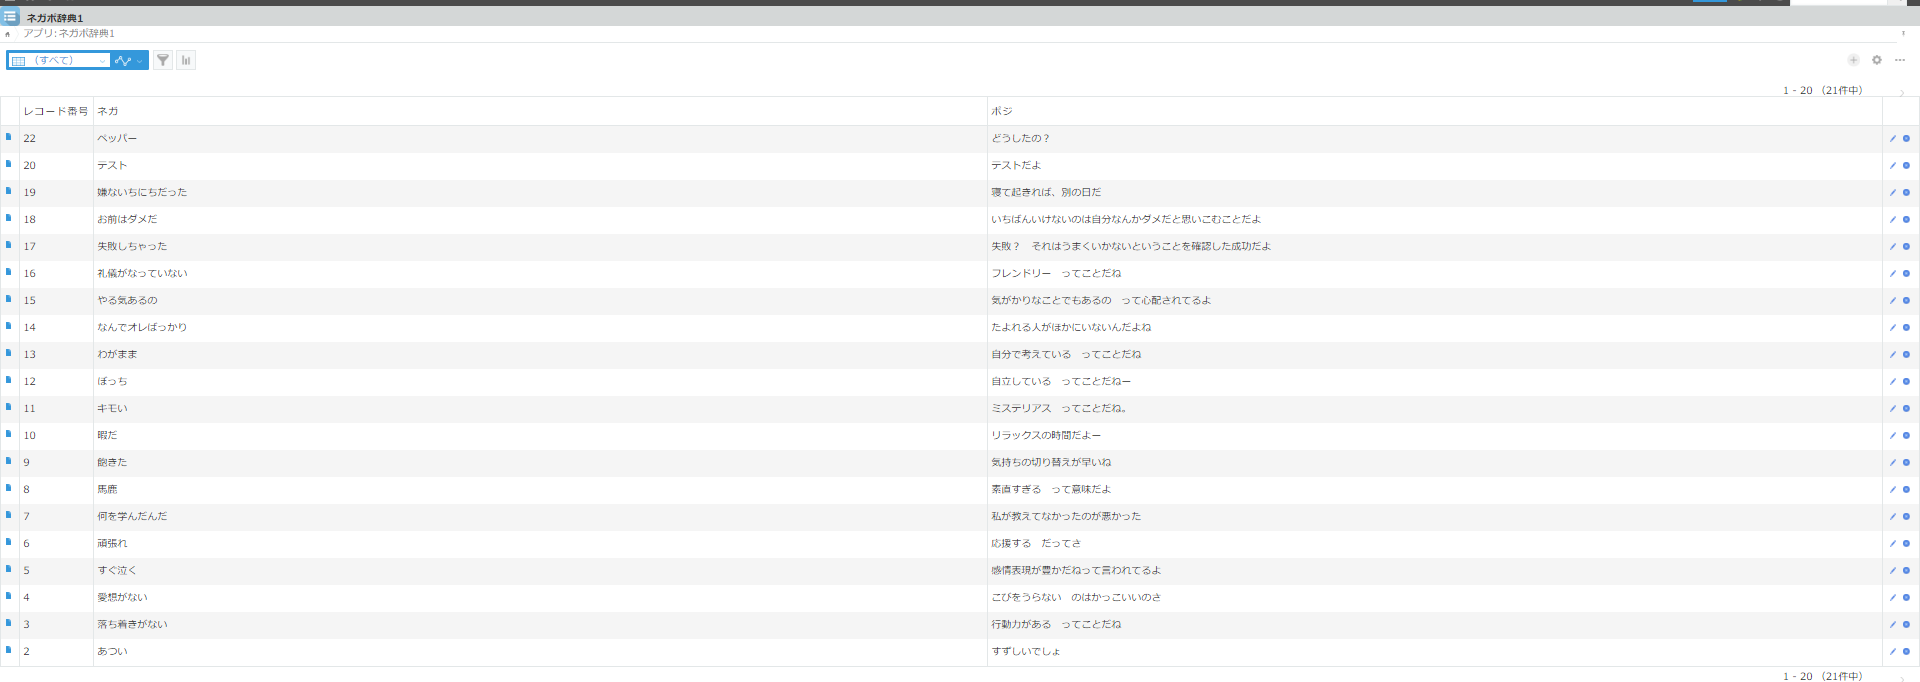 ネガポ辞典1
アプリ: ネガポ辞典1
（すべて）
1 - 20 （21件中）
レコード番号 ネガ ポジ
22 ペッパー どうしたの？
20 テスト テストだよ
19 嫌ないちにちだった 寝て起きれば、別の日だ
18 お前はダメだ いちばんいけないのは自分なんかダメだと思いこむことだよ
17 失敗しちゃった 失敗？　それはうまくいかないということを確認した成功だよ
16 礼儀がなっていない フレンドリー　ってことだね
15 やる気あるの 気がかりなことでもあるの　って心配されてるよ
14 なんでオレばっかり たよれる人がほかにいないんだよね
13 わがまま 自分で考えている　ってことだね
12 ぼっち 自立している　ってことだねー
11 キモい ミステリアス　ってことだね。
10 暇だ リラックスの時間だよー
9 飽きた 気持ちの切り替えが早いね
8 馬鹿 素直すぎる　って意味だよ
7 何を学んだんだ 私が教えてなかったのが悪かった
6 頑張れ 応援する　だってさ
5 すぐ泣く 感情表現が豊かだねって言われてるよ
4 愛想がない こびをうらない　のはかっこいいのさ
3 落ち着きがない 行動力がある　ってことだね
2 あつい すずしいでしょ
1 - 20 （21件中）